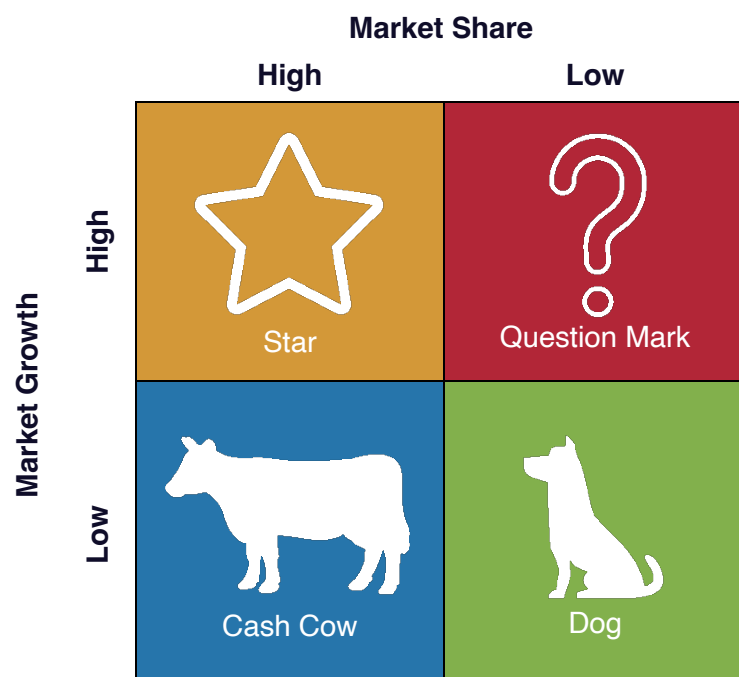 Market Share
High
Low
Market Growth
High
Star
Question Mark
Low
Cash Cow
Dog